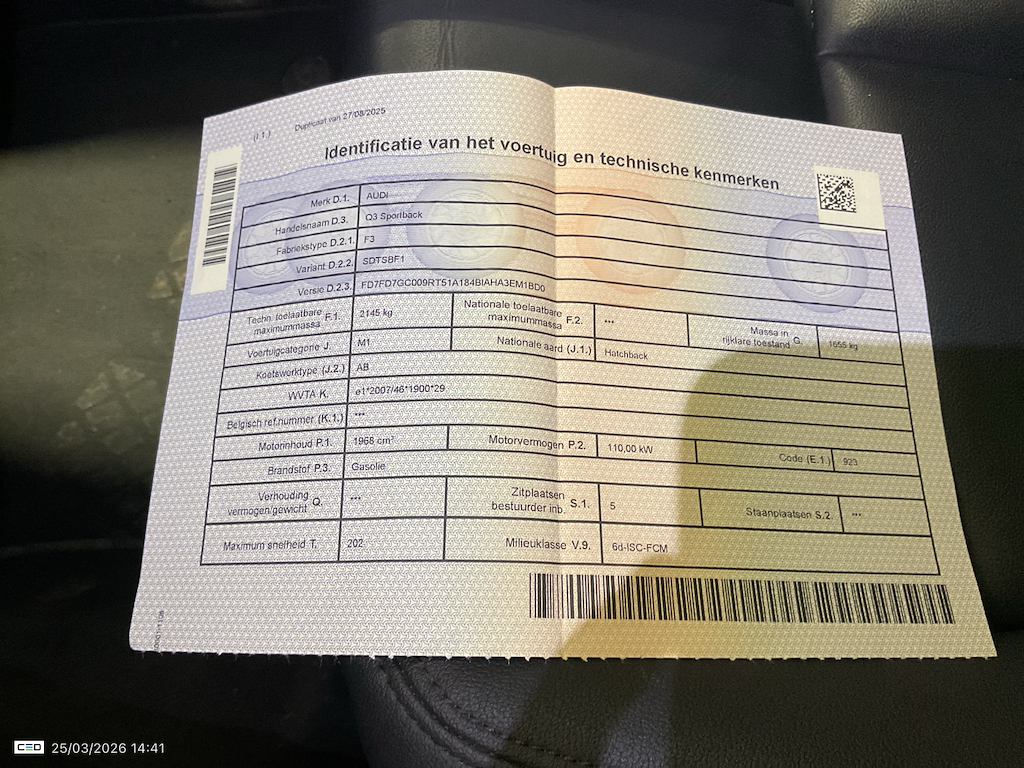 (I.1.) Duplicaat van 27/08/2025
Identificatie van het voertuig en technische kenmerken
Merk D.1. AUDI
Handelsnaam D.3. Q3 Sportback
Fabriekstype D.2.1. F3
Variant D.2.2. SDTSBF1
Versie D.2.3. FD7FD7GC009RT51A184BIAHA3EM1BD0
Techn. toelaatbare maximummassa F.1. 2145 kg Nationale toelaatbare maximummassa F.2. *** Massa in rijklare toestand G. 1655 kg
Voertuigcategorie J. M1 Nationale aard (J.1.) Hatchback
Koetswerktype (J.2.) AB
WVTA K. e1*2007/46*1900*29
Belgisch ref.nummer (K.1.) ***
Motorinhoud P.1. 1968 cm³ Motorvermogen P.2. 110,00 kW Code (E.1.) 923
Brandstof P.3. Gasolie
Verhouding vermogen/gewicht Q. *** Zitplaatsen bestuurder inb. S.1. 5 Staanplaatsen S.2. ***
Maximum snelheid T. 202 Milieuklasse V.9. 6d-ISC-FCM
CEO 25/03/2026 14:41